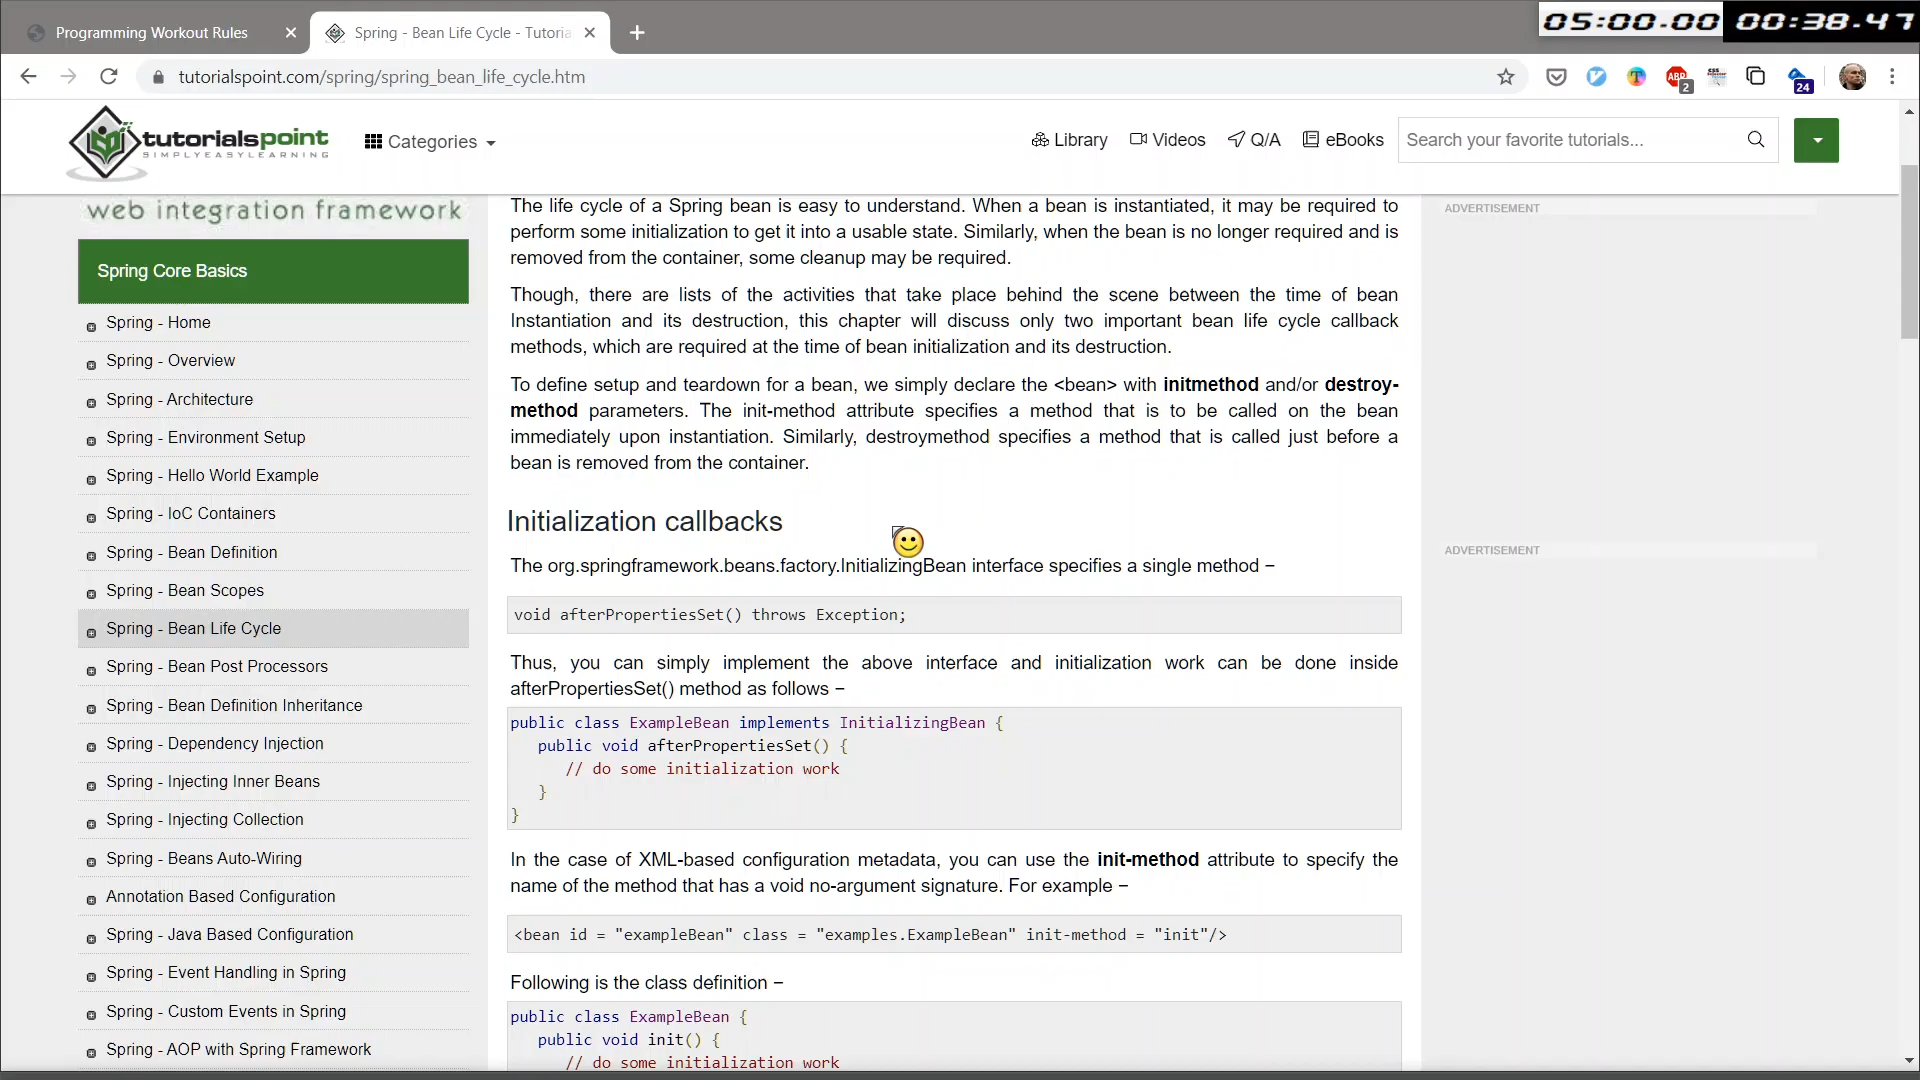 Programming Workout Rules
Spring - Bean Life Cycle - Tutoria
05:00.00 00:38.47
tutorialspoint.com/spring/spring_bean_life_cycle.htm
ABP
2
css
24
tutorialspoint
SIMPLYEASYLEARNING
Categories
Library
Videos
Q/A
eBooks
Search your favorite tutorials...
web integration framework
Spring Core Basics
Spring - Home
Spring - Overview
Spring - Architecture
Spring - Environment Setup
Spring - Hello World Example
Spring - IoC Containers
Spring - Bean Definition
Spring - Bean Scopes
Spring - Bean Life Cycle
Spring - Bean Post Processors
Spring - Bean Definition Inheritance
Spring - Dependency Injection
Spring - Injecting Inner Beans
Spring - Injecting Collection
Spring - Beans Auto-Wiring
Annotation Based Configuration
Spring - Java Based Configuration
Spring - Event Handling in Spring
Spring - Custom Events in Spring
Spring - AOP with Spring Framework
The life cycle of a Spring bean is easy to understand. When a bean is instantiated, it may be required to
perform some initialization to get it into a usable state. Similarly, when the bean is no longer required and is
removed from the container, some cleanup may be required.
Though, there are lists of the activities that take place behind the scene between the time of bean
Instantiation and its destruction, this chapter will discuss only two important bean life cycle callback
methods, which are required at the time of bean initialization and its destruction.
To define setup and teardown for a bean, we simply declare the <bean> with initmethod and/or destroy-
method parameters. The init-method attribute specifies a method that is to be called on the bean
immediately upon instantiation. Similarly, destroymethod specifies a method that is called just before a
bean is removed from the container.
Initialization callbacks
The org.springframework.beans.factory.InitializingBean interface specifies a single method −
void afterPropertiesSet() throws Exception;
Thus, you can simply implement the above interface and initialization work can be done inside
afterPropertiesSet() method as follows −
public class ExampleBean implements InitializingBean {
public void afterPropertiesSet() {
// do some initialization work
}
}
In the case of XML-based configuration metadata, you can use the init-method attribute to specify the
name of the method that has a void no-argument signature. For example −
<bean id = "exampleBean" class = "examples.ExampleBean" init-method = "init"/>
Following is the class definition −
public class ExampleBean {
public void init() {
// do some initialization work
ADVERTISEMENT
ADVERTISEMENT